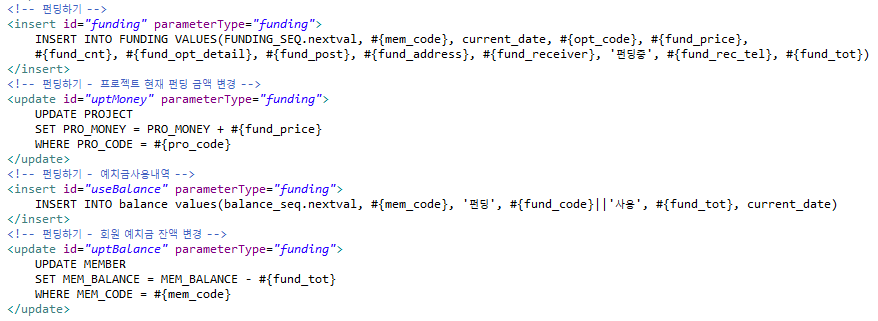 <!-- 펀딩하기 -->
<insert id="funding" parameterType="funding">
INSERT INTO FUNDING VALUES(FUNDING_SEQ.nextval, #{mem_code}, current_date, #{opt_code}, #{fund_price},
#{fund_cnt}, #{fund_opt_detail}, #{fund_post}, #{fund_address}, #{fund_receiver}, '펀딩중', #{fund_rec_tel}, #{fund_tot})
</insert>
<!-- 펀딩하기 - 프로젝트 현재 펀딩 금액 변경 -->
<update id="uptMoney" parameterType="funding">
UPDATE PROJECT
SET PRO_MONEY = PRO_MONEY + #{fund_price}
WHERE PRO_CODE = #{pro_code}
</update>
<!-- 펀딩하기 - 예치금사용내역 -->
<insert id="useBalance" parameterType="funding">
INSERT INTO balance values(balance_seq.nextval, #{mem_code}, '펀딩', #{fund_code}||'사용', #{fund_tot}, current_date)
</insert>
<!-- 펀딩하기 - 회원 예치금 잔액 변경 -->
<update id="uptBalance" parameterType="funding">
UPDATE MEMBER
SET MEM_BALANCE = MEM_BALANCE - #{fund_tot}
WHERE MEM_CODE = #{mem_code}
</update>